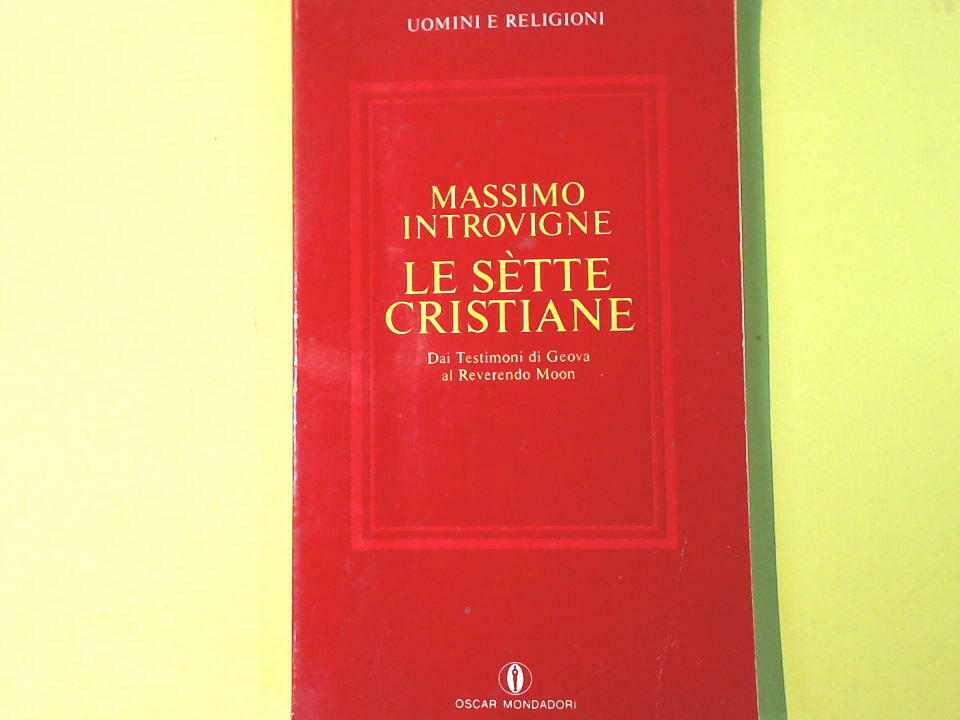 UOMINI E RELIGIONI
MASSIMO
INTROVIGNE
LE SÈTTE
CRISTIANE
Dai Testimoni di Geova
al Reverendo Moon
OSCAR MONDADORI